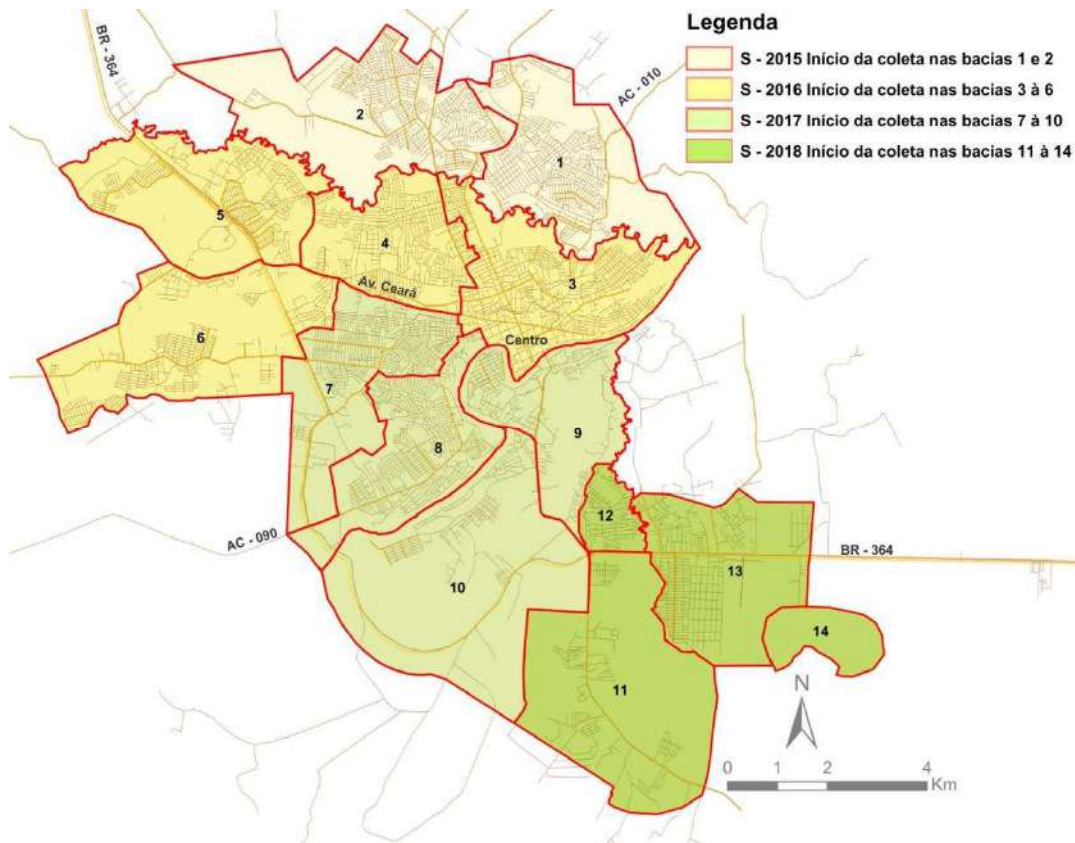 Legenda
S - 2015 Início da coleta nas bacias 1 e 2
S - 2016 Início da coleta nas bacias 3 à 6
S - 2017 Início da coleta nas bacias 7 à 10
S - 2018 Início da coleta nas bacias 11 à 14
BR - 364
AC - 010
2
1
5
4
3
Av. Ceará
6
Centro
7
9
8
12
AC - 090
BR - 364
13
10
14
11
N
0 1 2 4
Km